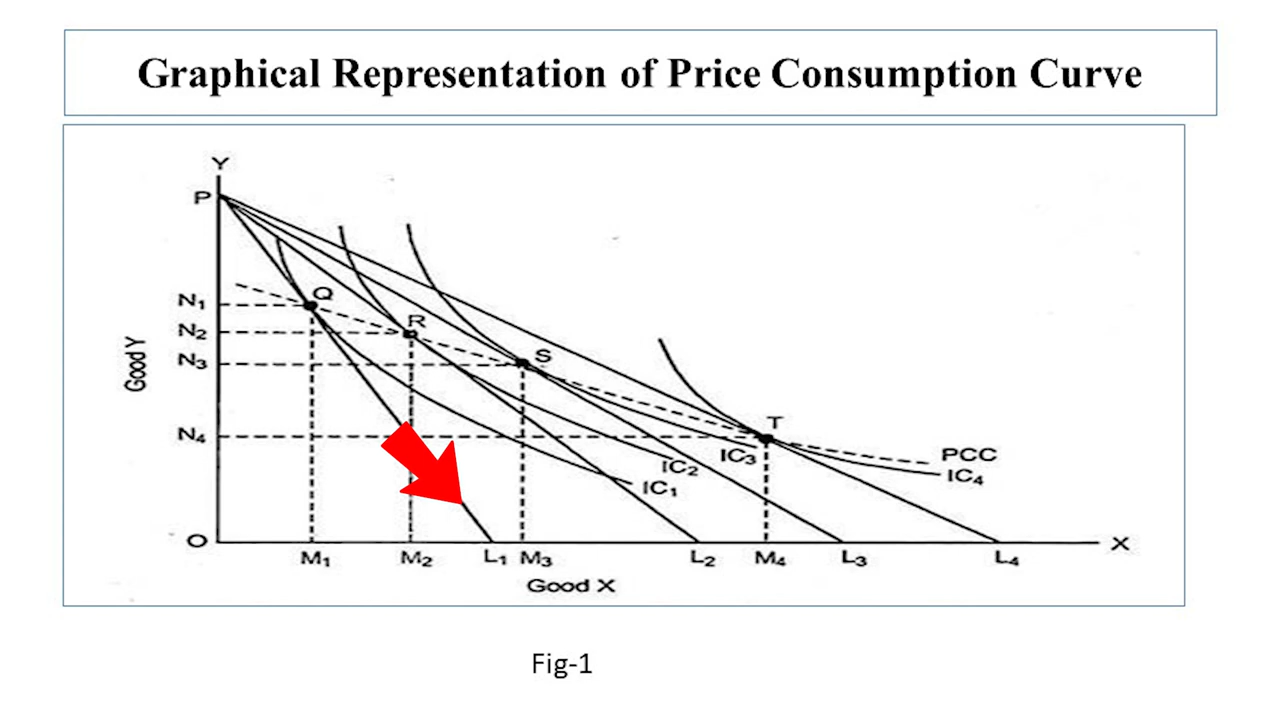 Graphical Representation of Price Consumption Curve
Y
P
N1
Q
N2
R
N3
S
Good Y
N4
T
PCC
IC3
IC2
IC4
IC1
O
X
M1
M2
L1
M3
L2
M4
L3
L4
Good X
Fig-1